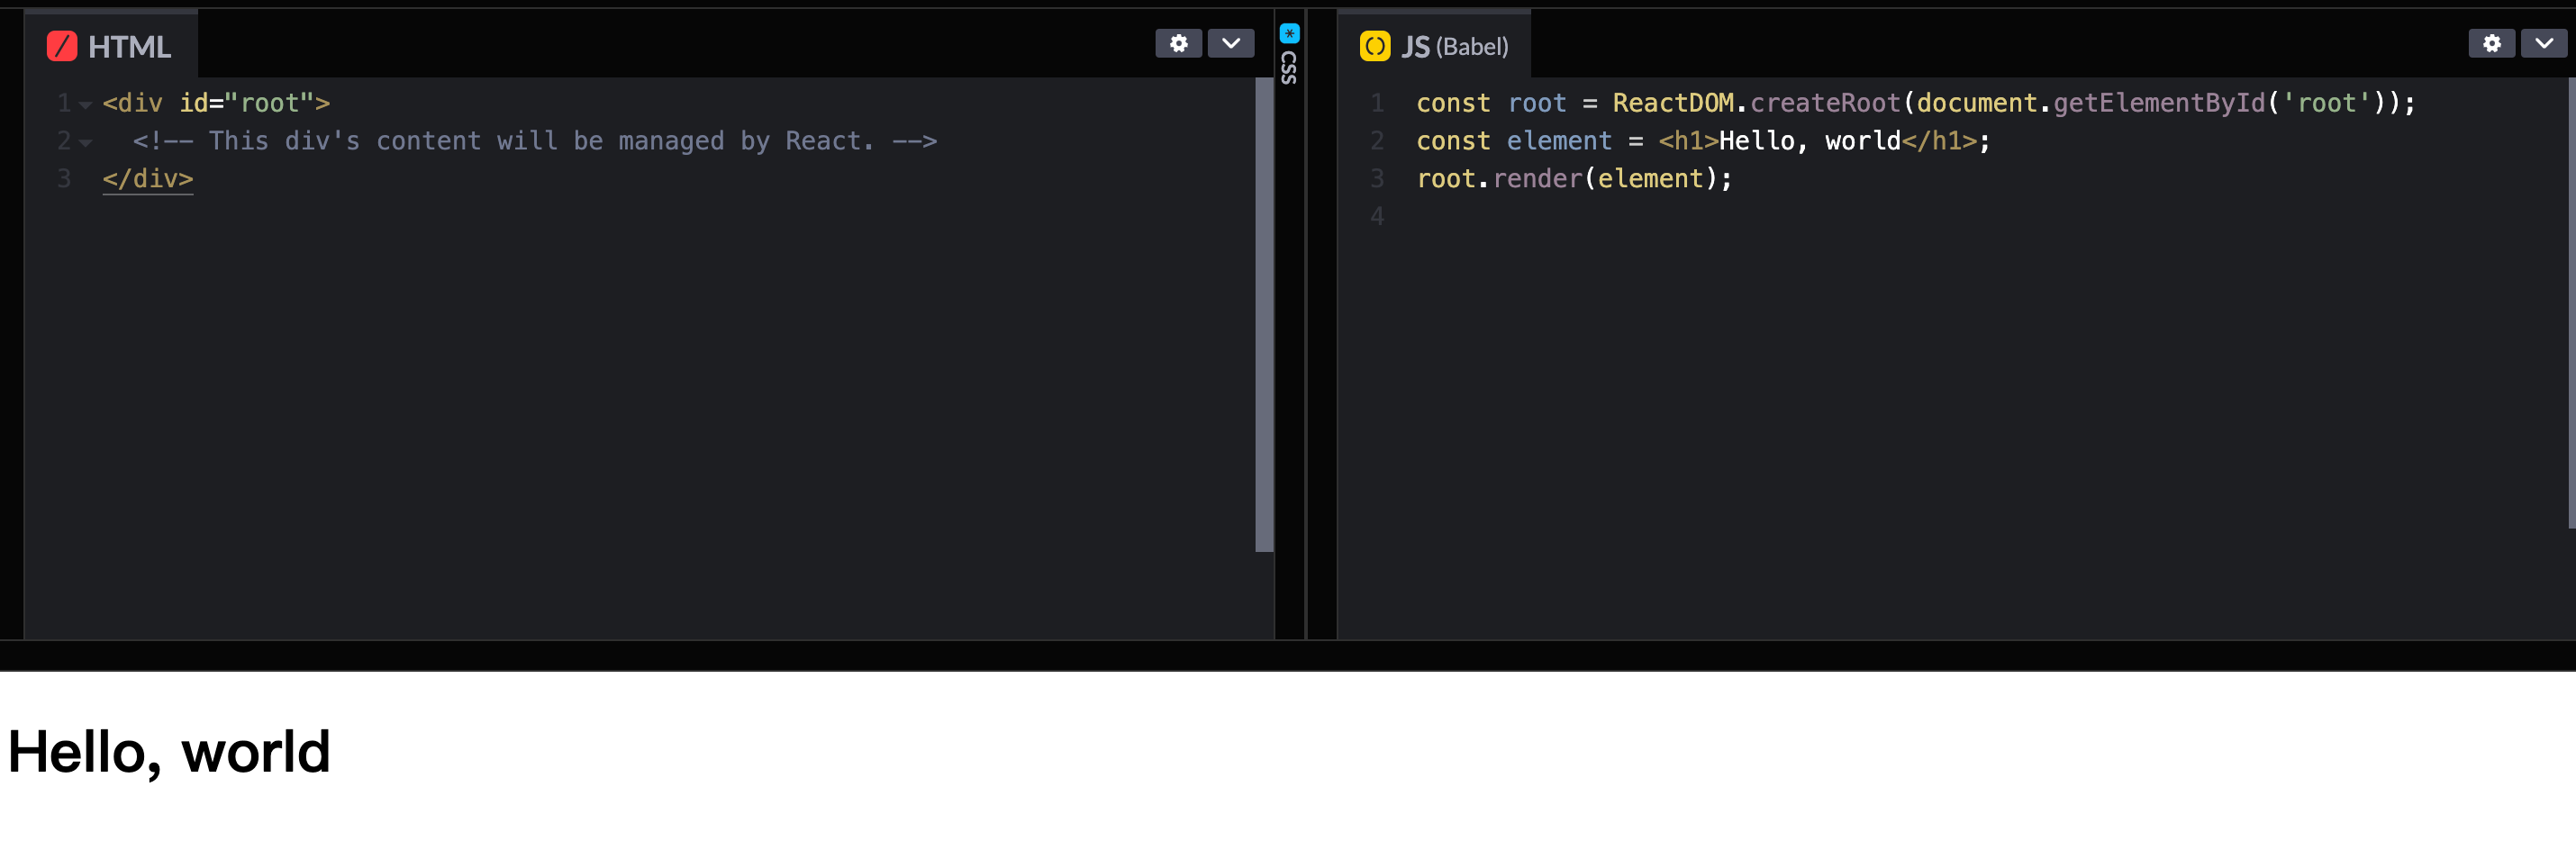 HTML
1 <div id="root">
2 <!-- This div's content will be managed by React. -->
3 </div>
* CSS
JS (Babel)
1 const root = ReactDOM.createRoot(document.getElementById('root'));
2 const element = <h1>Hello, world</h1>;
3 root.render(element);
4
Hello, world